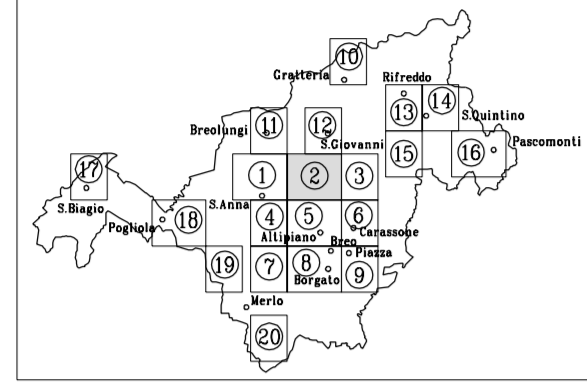 10
Gratteria
Rifreddo
11
12
13
14
S.Quintino
Breolungi
S.Giovanni
15
16
Pascomonti
17
S.Biagio
1
2
3
S.Anna
Pogliola
18
4
5
6
Altipiano
Carassone
Breo
Piazza
19
7
8
9
Borgato
Merlo
20